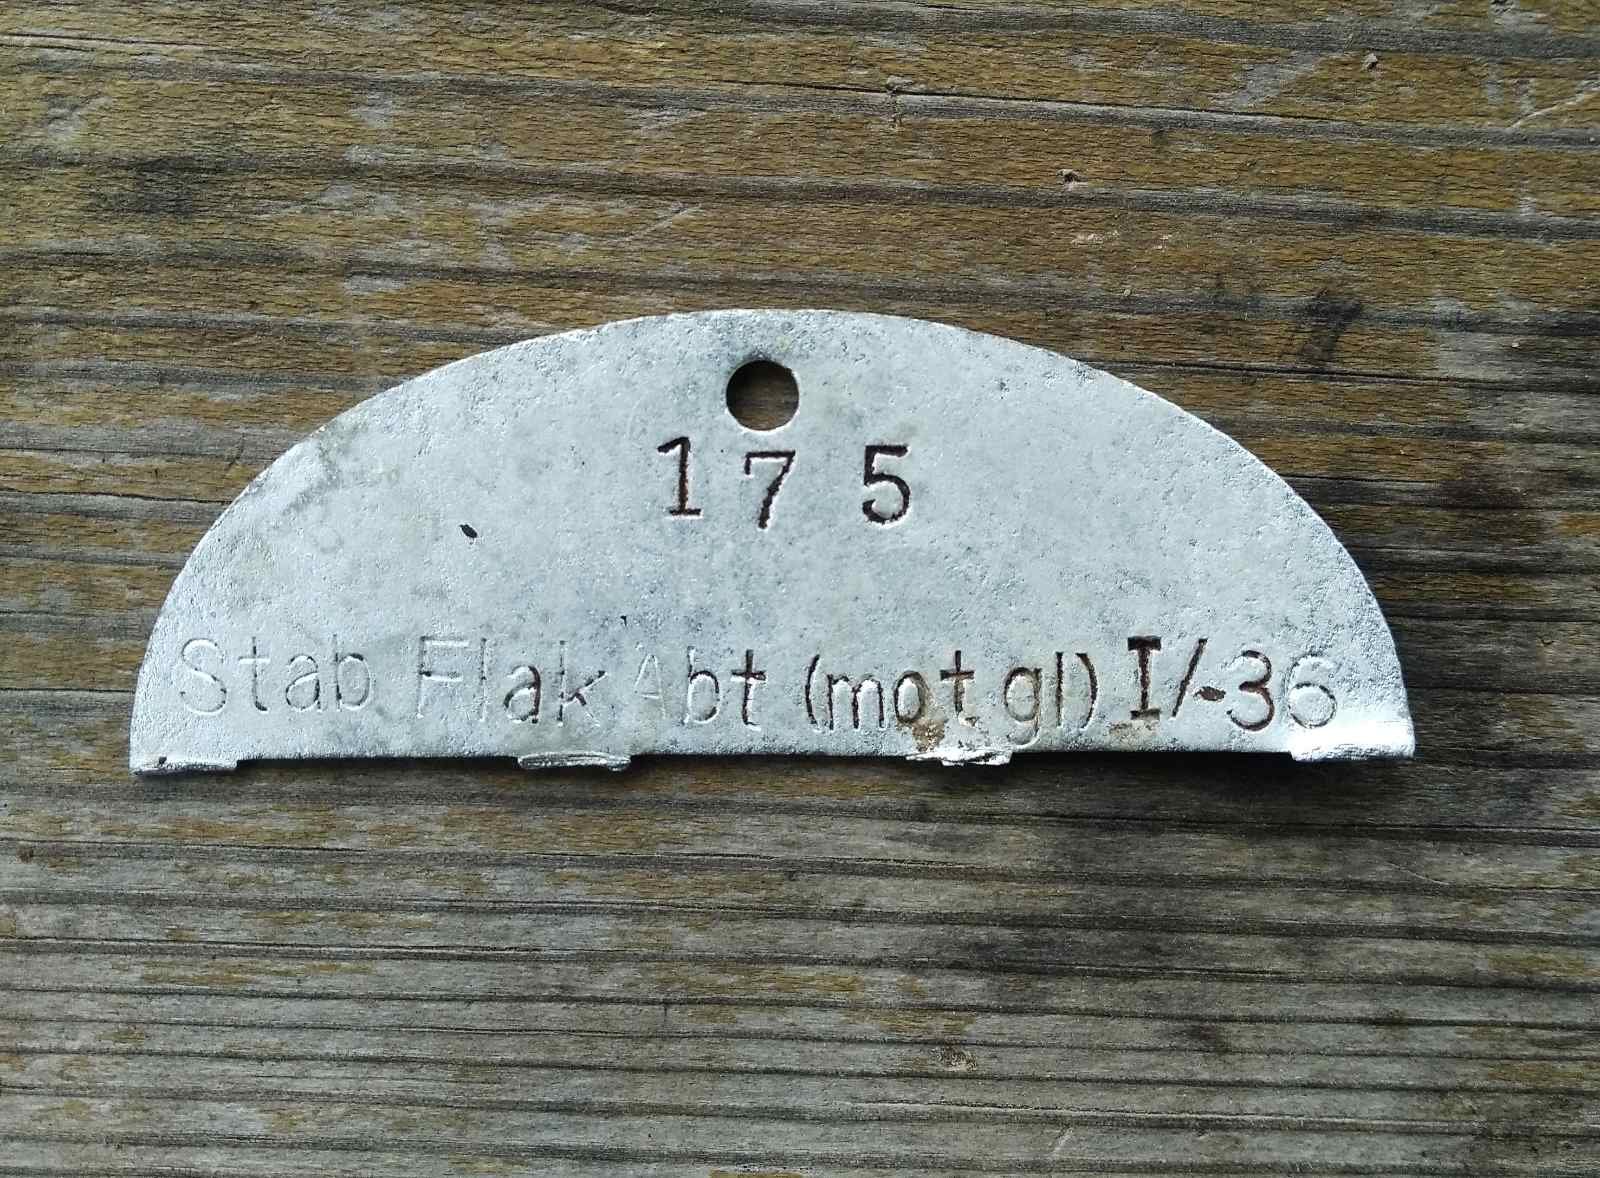 175
Stab Flak Abt (mot gl) I/-36